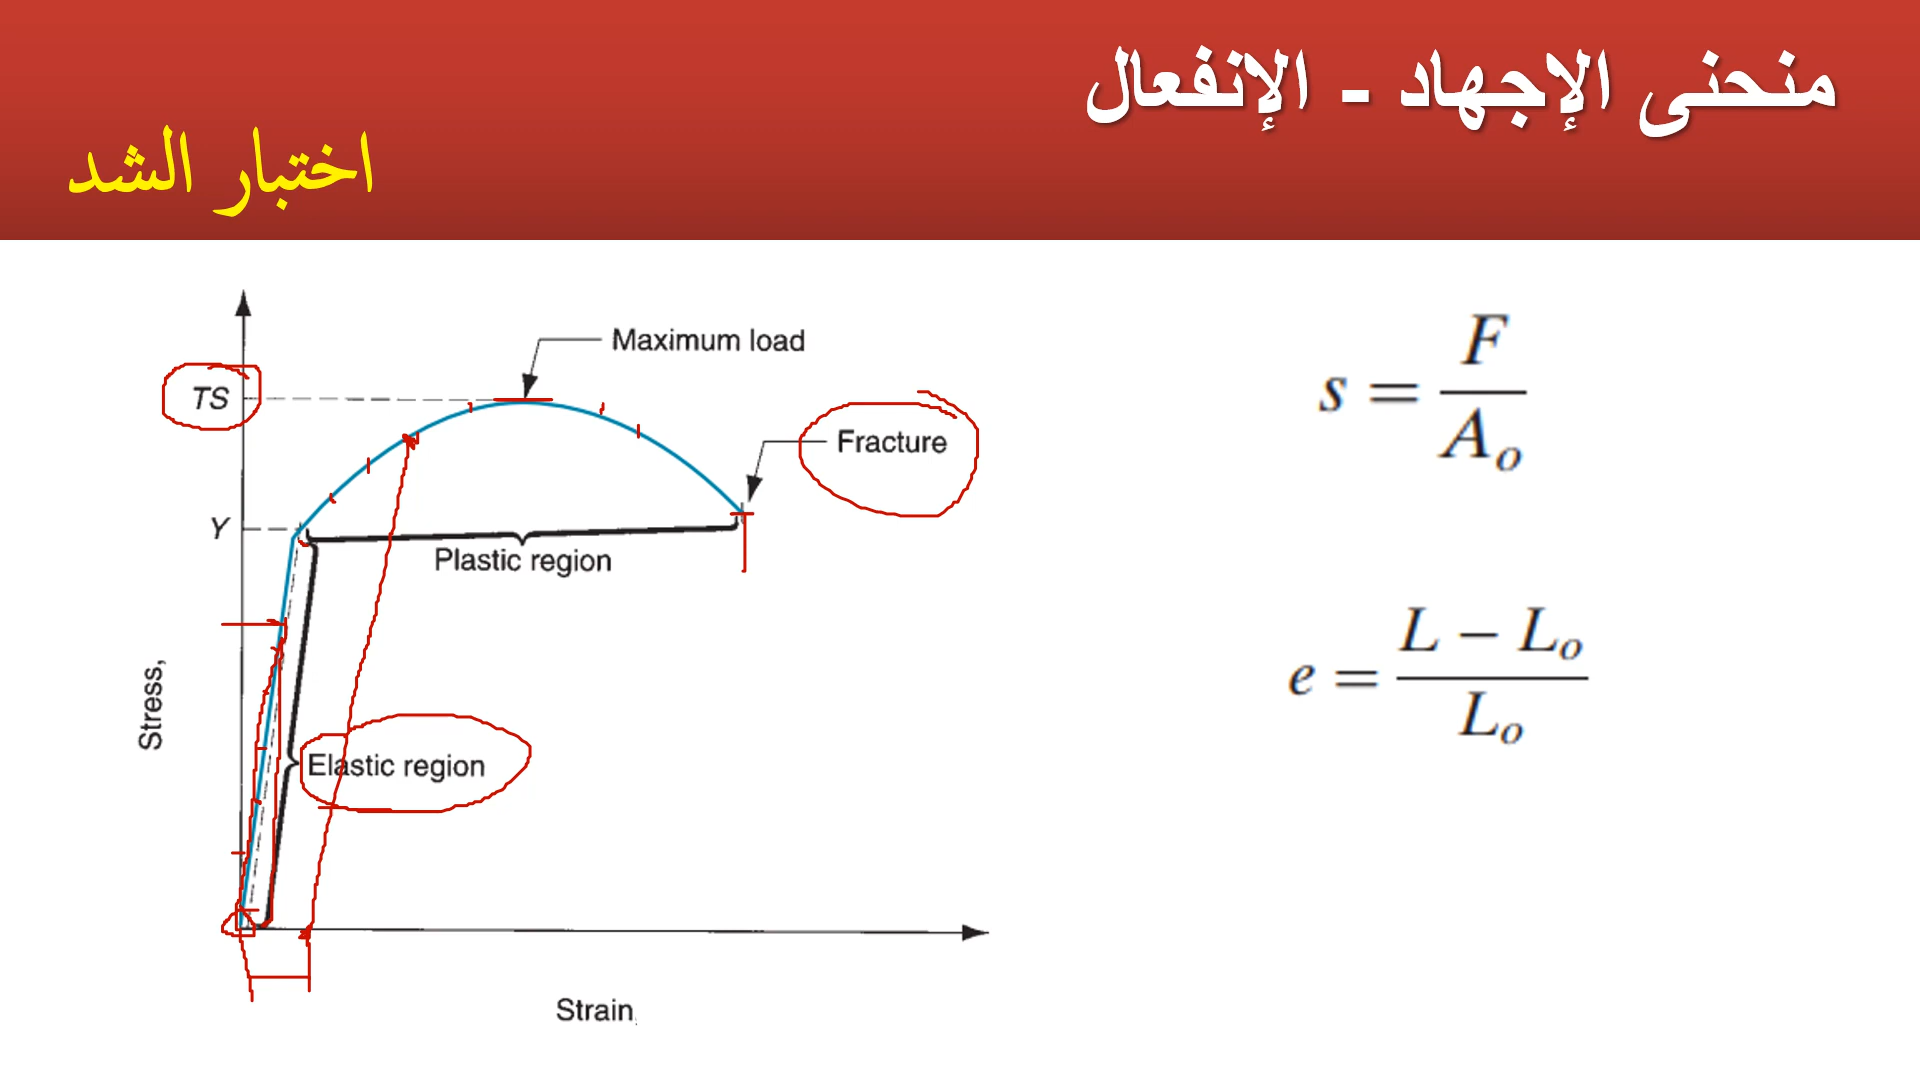 منحنى الإجهاد - الإنفعال
اختبار الشد
Maximum load
TS
Fracture
Y
Plastic region
Elastic region
Stress,
Strain,
s = F / A_o
e = L − L_o / L_o